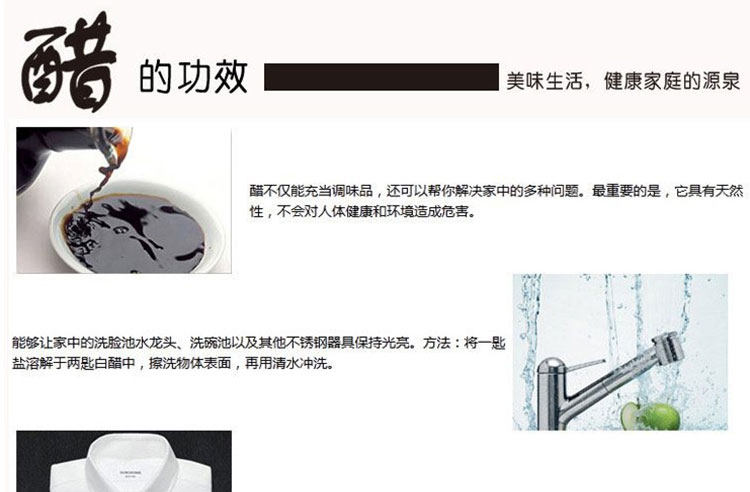 醋的功效 美味生活，健康家庭的源泉
醋不仅能充当调味品，还可以帮你解决家中的多种问题。最重要的是，它具有天然
性，不会对人体健康和环境造成危害。
能够让家中的洗脸池水龙头、洗碗池以及其他不锈钢器具保持光亮。方法：将一匙
盐溶解于两匙白醋中，擦洗物体表面，再用清水冲洗。